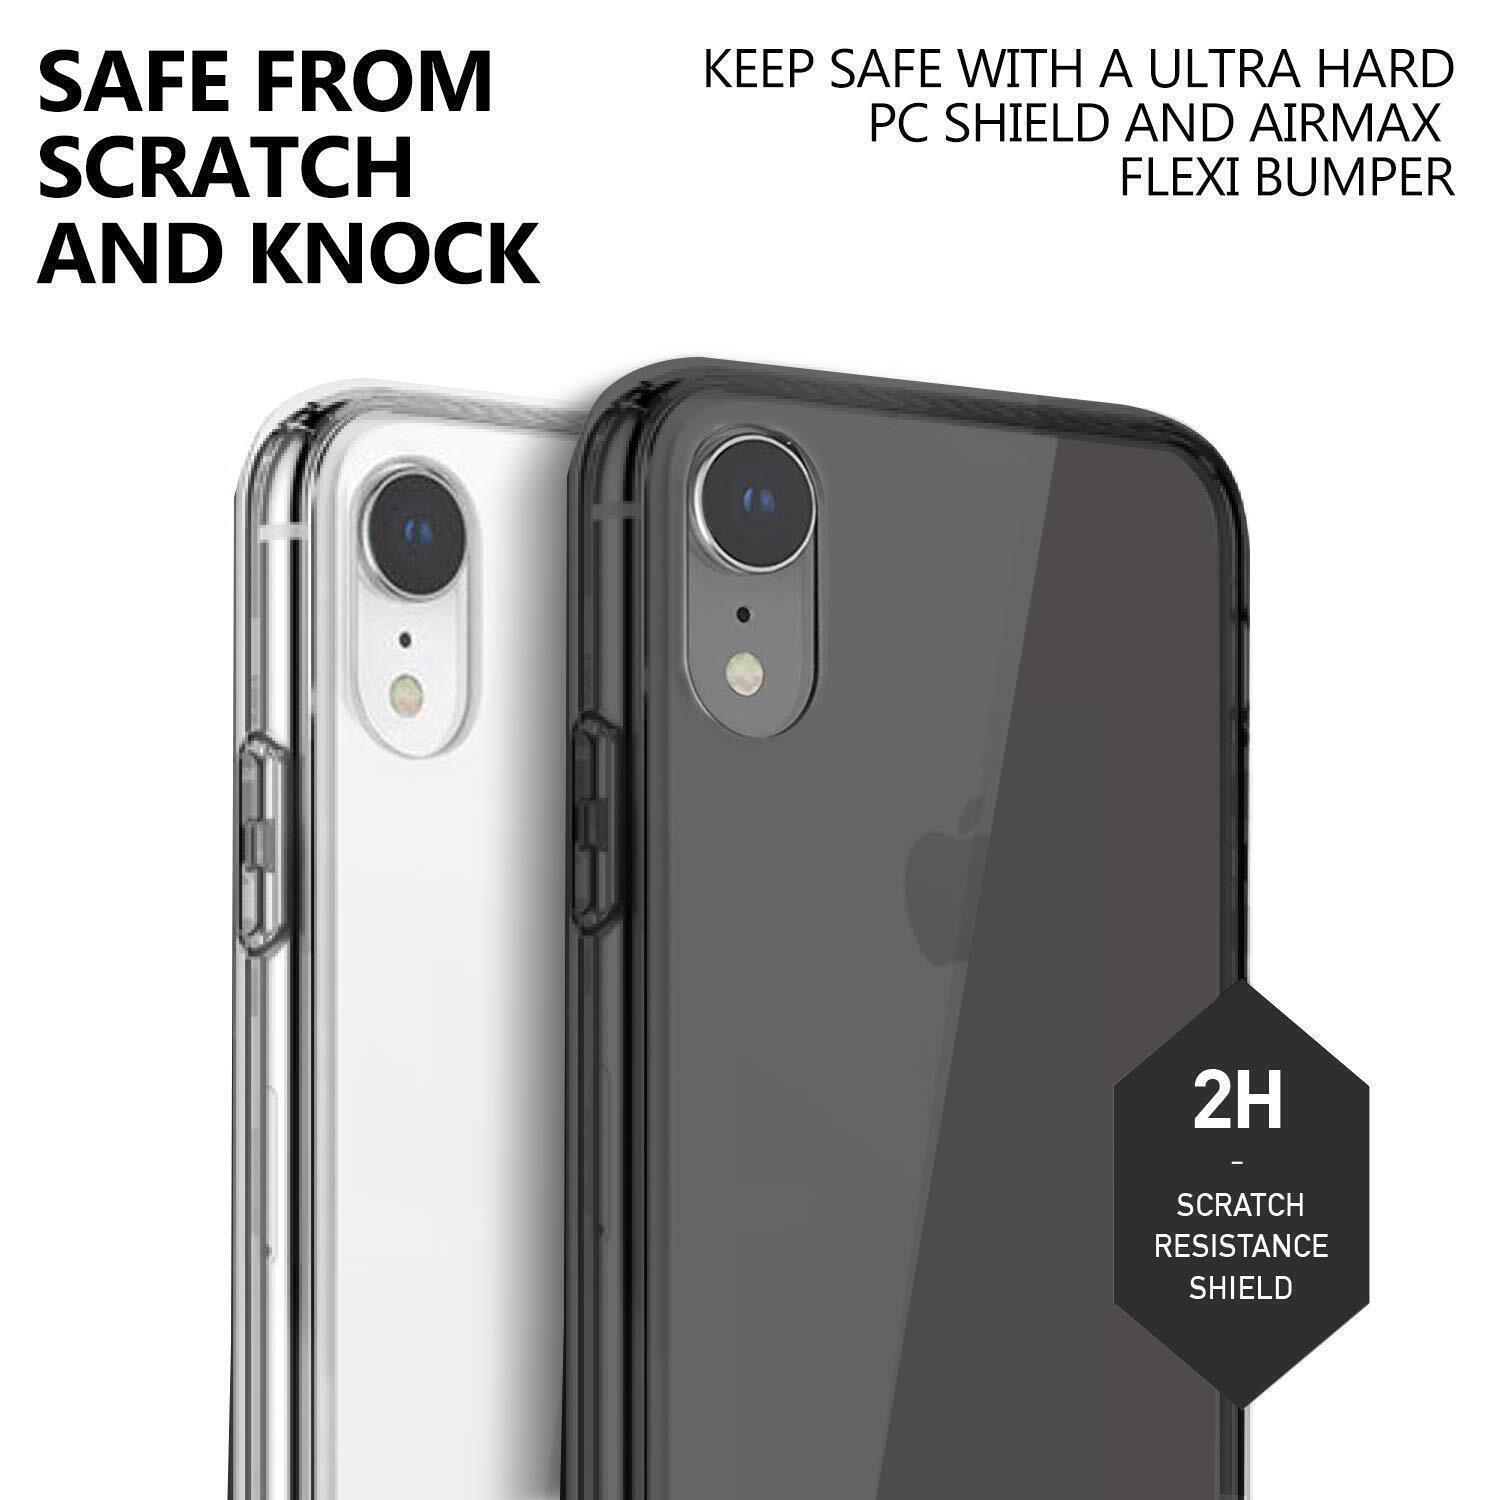 SAFE FROM
SCRATCH
AND KNOCK
KEEP SAFE WITH A ULTRA HARD
PC SHIELD AND AIRMAX
FLEXI BUMPER
2H
-
SCRATCH
RESISTANCE
SHIELD